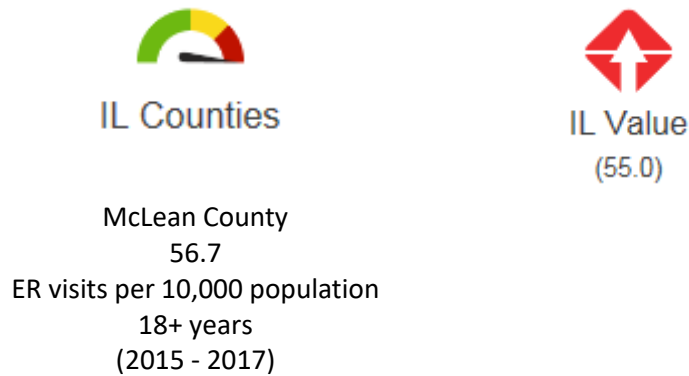 IL Counties
IL Value
(55.0)
McLean County
56.7
ER visits per 10,000 population
18+ years
(2015 - 2017)